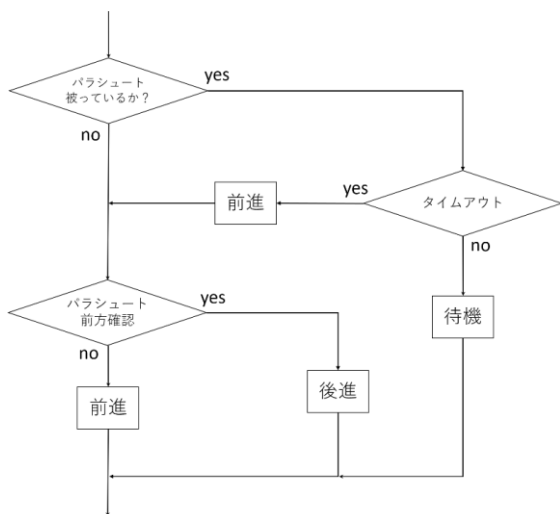 パラシュート
被っているか？
yes
no
前進
yes
タイムアウト
no
パラシュート
前方確認
yes
no
待機
前進
後進